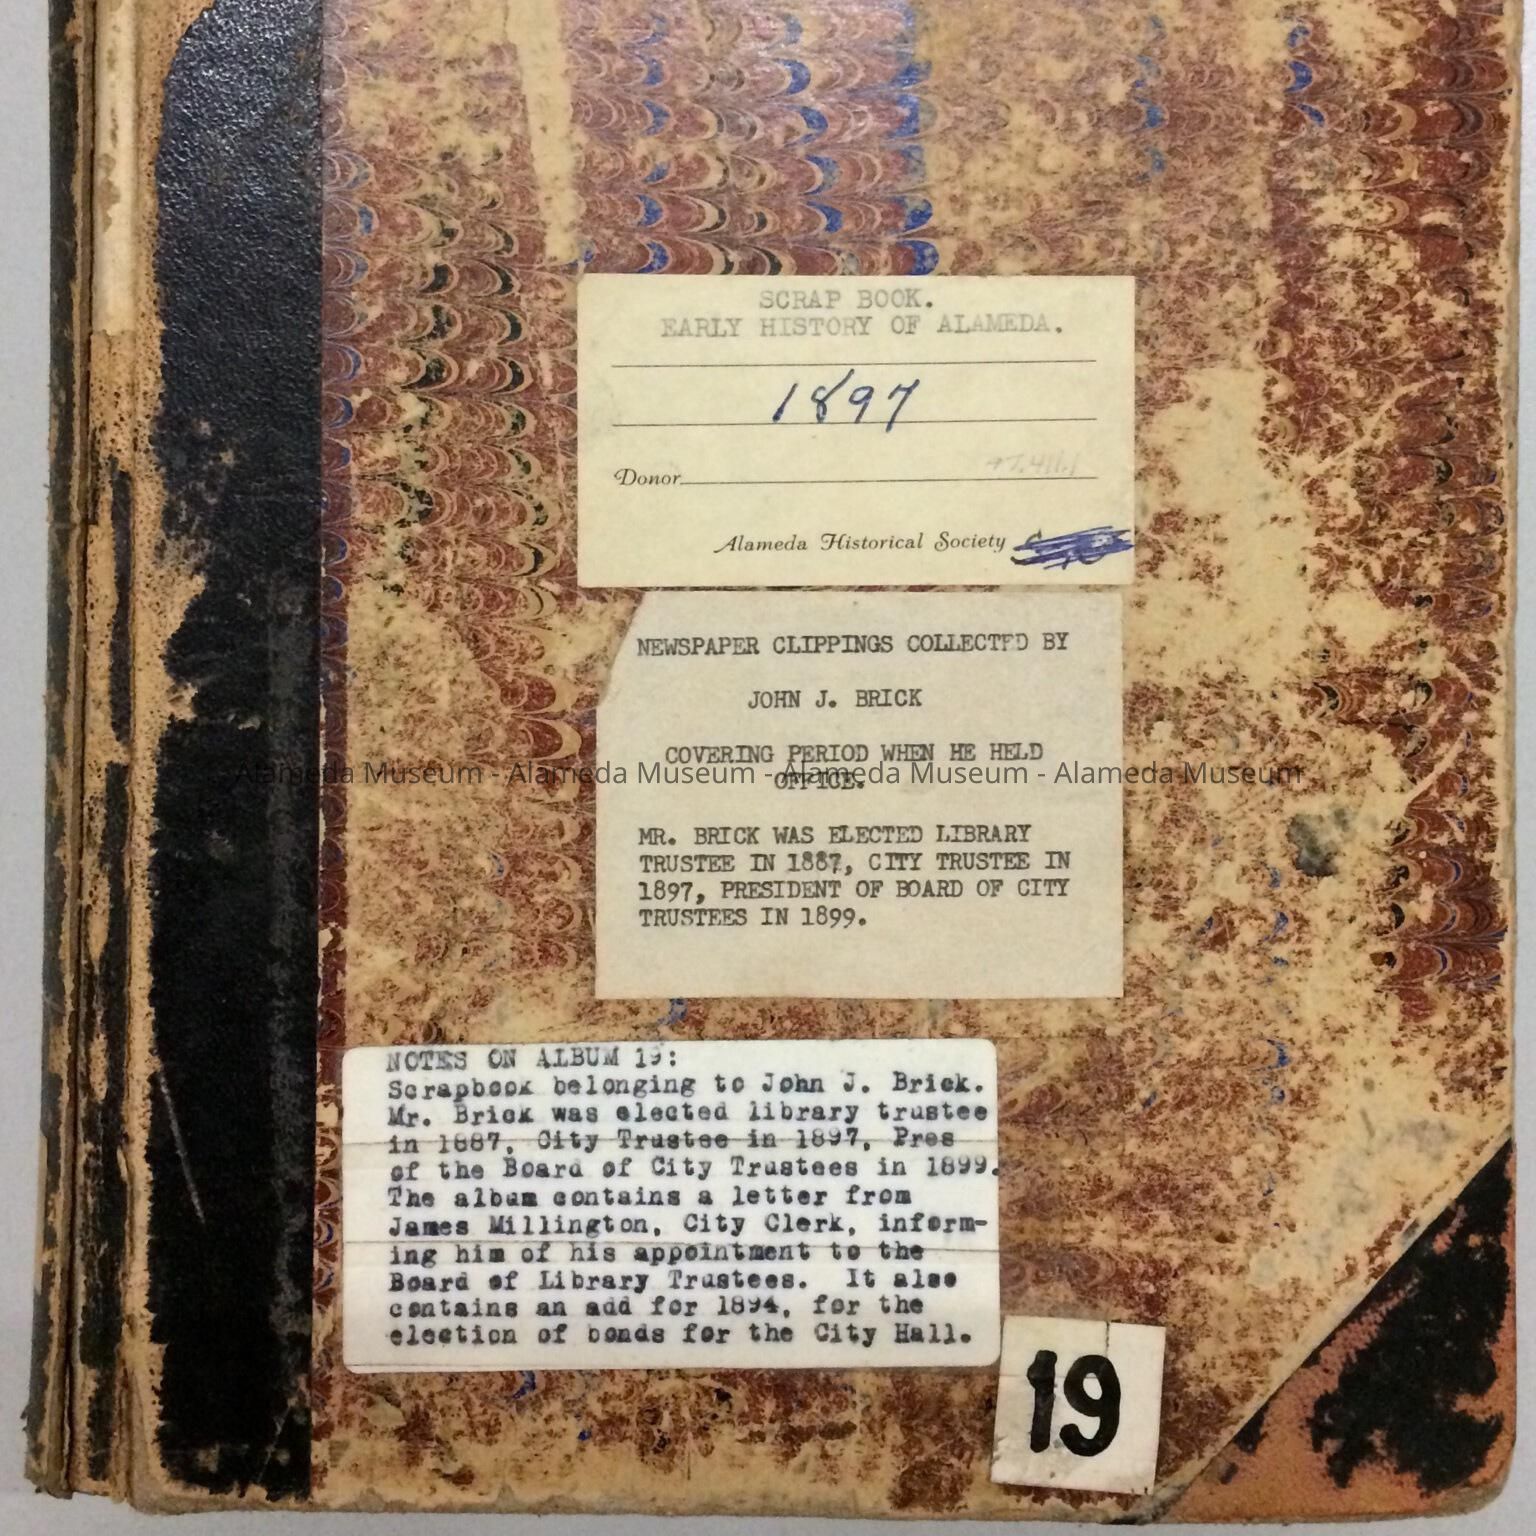 SCRAP BOOK.
EARLY HISTORY OF ALAMEDA.
1897
Donor
Alameda Historical Society
NEWSPAPER CLIPPINGS COLLECTED BY
JOHN J. BRICK
COVERING PERIOD WHEN HE HELD
Alameda Museum - Alameda Museum - Alameda Museum - Alameda Museum
OFFICE.
MR. BRICK WAS ELECTED LIBRARY
TRUSTEE IN 1887, CITY TRUSTEE IN
1897, PRESIDENT OF BOARD OF CITY
TRUSTEES IN 1899.
NOTES ON ALBUM 19:
Scrapbook belonging to John J. Brick.
Mr. Brick was elected library trustee
in 1887, City Trustee in 1897, Pres
of the Board of City Trustees in 1899.
The album contains a letter from
James Millington, City Clerk, inform-
ing him of his appointment to the
Board of Library Trustees. It also
contains an add for 1894, for the
election of bonds for the City Hall.
19